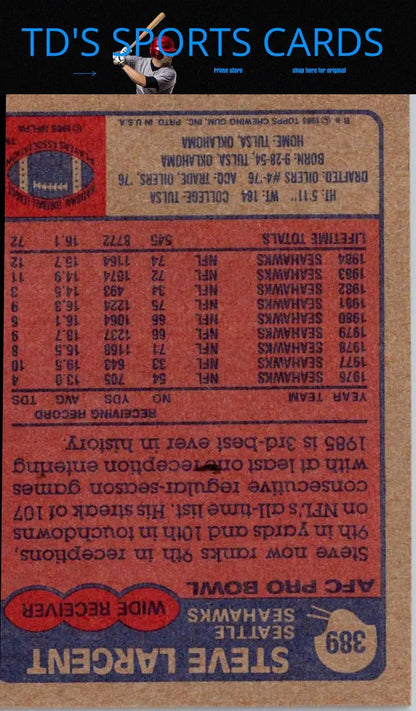 TD'S SPORTS CARDS
Prime store
shop here for original
389
STEVE LARGENT
SEATTLE
SEAHAWKS
WIDE RECEIVER
AFC PRO BOWL
Steve now ranks 9th in receptions,
9th in yards and 10th in touchdowns
on NFL's all-time list. His streak of 107
consecutive regular-season games
with at least one reception entering
1985 is 3rd-best ever in history.
RECEIVING RECORD
YEAR TEAM NO YDS AVG TDS
1976 SEAHAWKS NFL 54 705 13.0 4
1977 SEAHAWKS NFL 33 643 19.5 10
1978 SEAHAWKS NFL 71 1168 16.5 8
1979 SEAHAWKS NFL 66 1237 18.7 9
1980 SEAHAWKS NFL 66 1064 16.1 6
1981 SEAHAWKS NFL 75 1224 16.3 9
1982 SEAHAWKS NFL 34 493 14.5 3
1983 SEAHAWKS NFL 72 1074 14.9 11
1984 SEAHAWKS NFL 74 1164 15.7 12
LIFETIME TOTALS 545 8772 16.1 72
HT: 5'11" WT: 184 COLLEGE: TULSA
DRAFTED: OILERS #4-'76 ACQ: TRADE, OILERS, '76
BORN: 9-28-54, TULSA, OKLAHOMA
HOME: TULSA, OKLAHOMA
© 1985 TOPPS CHEWING GUM, INC. PRTD. IN U.S.A.
© 1985 NFLPA